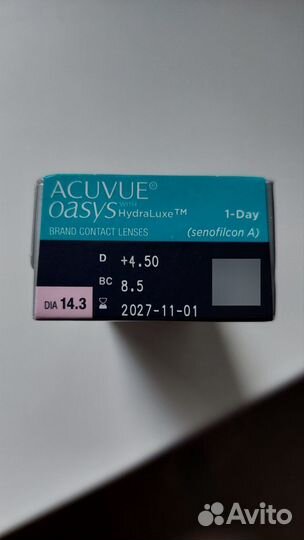 ACUVUE®
oasys WITH HydraLuxe™ 1-Day
BRAND CONTACT LENSES (senofilcon A)
D +4.50
BC 8.5
DIA 14.3
2027-11-01
Avito